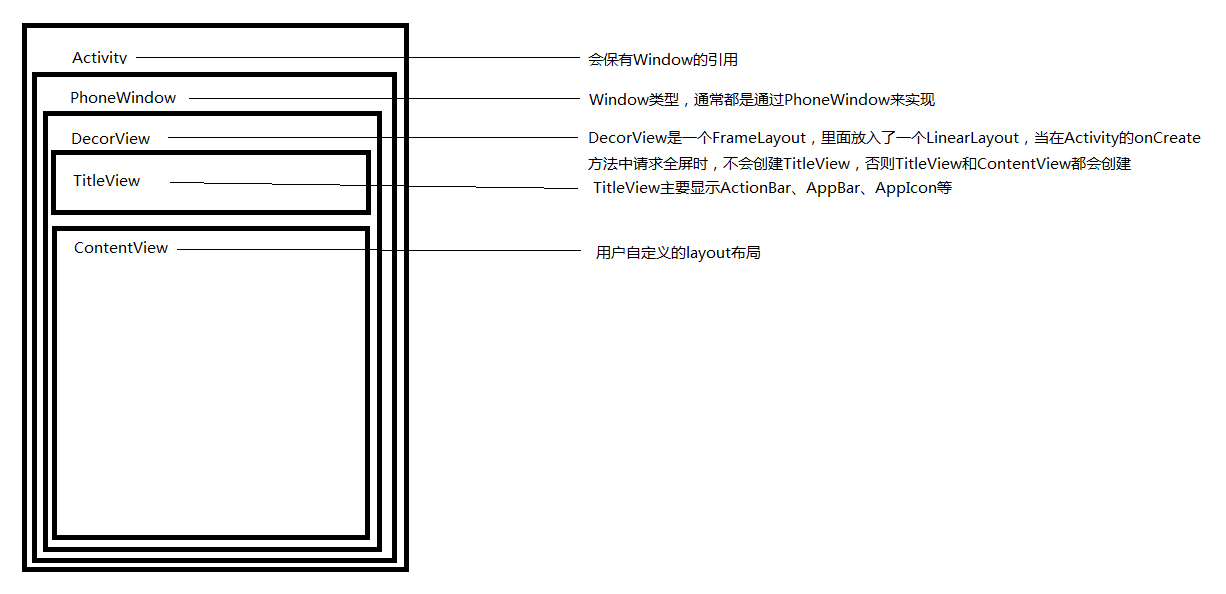 Activity
会保有Window的引用
PhoneWindow
Window类型，通常都是通过PhoneWindow来实现
DecorView
DecorView是一个FrameLayout，里面放入了一个LinearLayout，当在Activity的onCreate
方法中请求全屏时，不会创建TitleView，否则TitleView和ContentView都会创建
TitleView
TitleView主要显示ActionBar、AppBar、AppIcon等
ContentView
用户自定义的layout布局